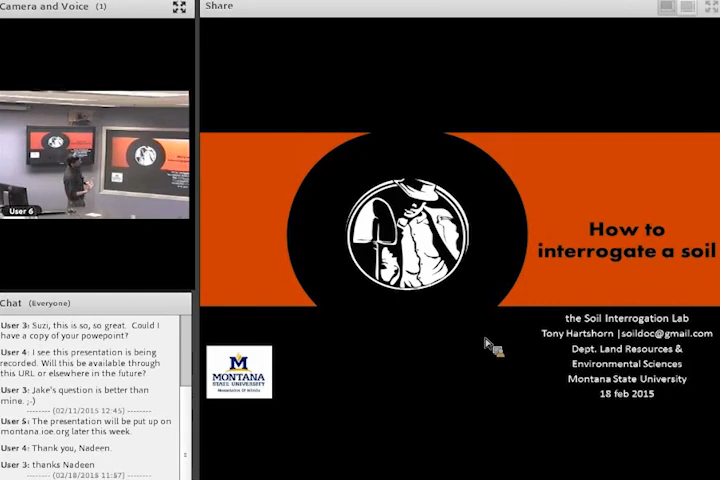 Camera and Voice (1)
Share
User 6
How to
interrogate a soil
the Soil Interrogation Lab
Tony Hartshorn |soildoc@gmail.com
Dept. Land Resources &
Environmental Sciences
Montana State University
18 feb 2015
M
MONTANA
STATE UNIVERSITY
Chat (Everyone)
User 3: Suzi, this is so, so great. Could I
have a copy of your powepoint?
User 4: I see this presentation is being
recorded. Will this be available through
this URL or elsewhere in the future?
User 3: Jake's question is better than
mine. ;-)
-------- (02/11/2015 12:45) --------
User 5: The presentation will be put up on
montana.ioe.org later this week.
User 4: Thank you, Nadeen.
User 3: thanks Nadeen